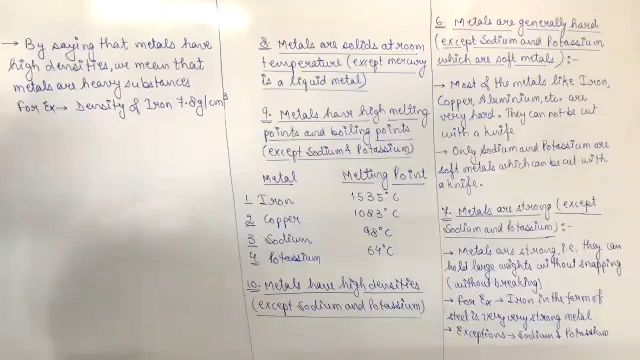 → By saying that metals have
high densities, we mean that
metals are heavy substances
For Ex → Density of Iron 7.8g/cm³
8. Metals are solids at room
temperature (except mercury
is a liquid metal)
9. Metals have high melting
points and boiling points
(except Sodium & Potassium)
Metal Melting Point
1 Iron 1535°C
2 Copper 1083°C
3 Sodium 98°C
4 Potassium 64°C
10. Metals have high densities
(except Sodium and Potassium)
6. Metals are generally hard
(except Sodium and Potassium
which are soft metals) :-
→ Most of the metals like Iron,
Copper, Aluminium, etc. are
very hard. They can not be cut
with a knife
→ Only Sodium and Potassium are
soft metals which can be cut with
a knife.
7. Metals are strong (except
Sodium and Potassium) :-
→ Metals are strong, i.e, they can
hold large weights without snapping
(without breaking)
→ For Ex → Iron in the form of
steel is very very strong metal
→ Exceptions → Sodium & Potassium